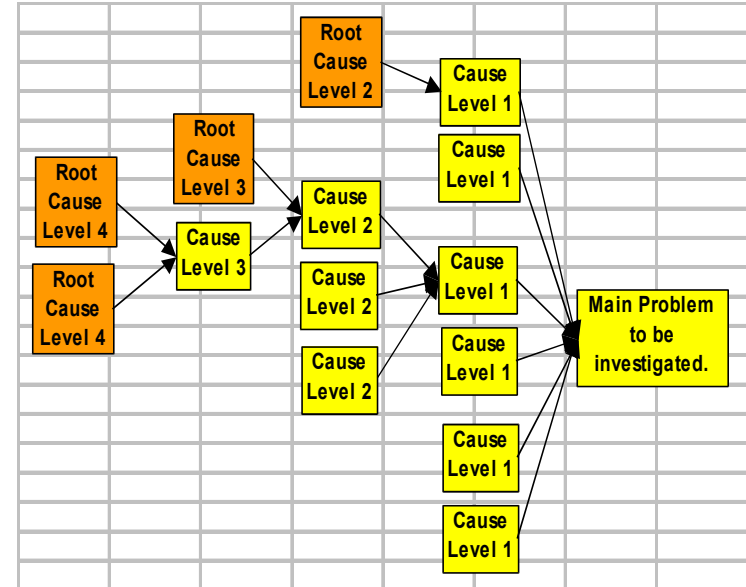 Root
Cause
Level 2
Cause
Level 1
Root
Cause
Level 3
Cause
Level 1
Root
Cause
Level 4
Cause
Level 2
Cause
Level 3
Cause
Level 1
Root
Cause
Level 4
Cause
Level 2
Main Problem
to be
investigated.
Cause
Level 1
Cause
Level 2
Cause
Level 1
Cause
Level 1